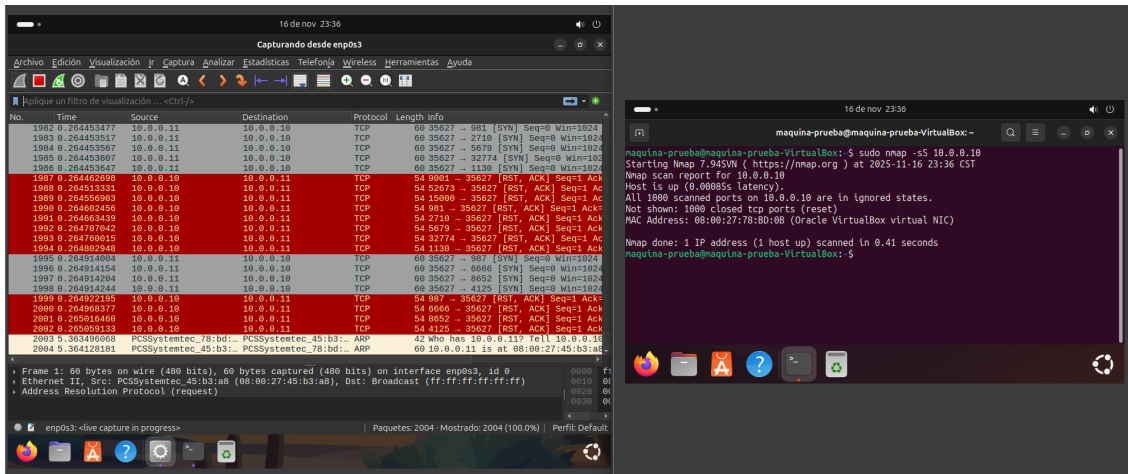 16 de nov 23:36
Capturando desde enp0s3
Archivo Edición Visualización Ir Captura Analizar Estadísticas Telefonía Wireless Herramientas Ayuda
Aplique un filtro de visualización … <Ctrl-/>
No. Time Source Destination Protocol Length Info
1982 0.264453477 10.0.0.11 10.0.0.10 TCP 60 35627 → 981 [SYN] Seq=0 Win=1024
1983 0.264453517 10.0.0.11 10.0.0.10 TCP 60 35627 → 2710 [SYN] Seq=0 Win=102
1984 0.264453567 10.0.0.11 10.0.0.10 TCP 60 35627 → 5679 [SYN] Seq=0 Win=102
1985 0.264453607 10.0.0.11 10.0.0.10 TCP 60 35627 → 32774 [SYN] Seq=0 Win=10
1986 0.264453647 10.0.0.11 10.0.0.10 TCP 60 35627 → 1130 [SYN] Seq=0 Win=102
1987 0.264462698 10.0.0.10 10.0.0.11 TCP 54 9001 → 35627 [RST, ACK] Seq=1 Ac
1988 0.264513331 10.0.0.10 10.0.0.11 TCP 54 52673 → 35627 [RST, ACK] Seq=1 A
1989 0.264556903 10.0.0.10 10.0.0.11 TCP 54 15000 → 35627 [RST, ACK] Seq=1 A
1990 0.264602456 10.0.0.10 10.0.0.11 TCP 54 981 → 35627 [RST, ACK] Seq=1 Ack
1991 0.264663439 10.0.0.10 10.0.0.11 TCP 54 2710 → 35627 [RST, ACK] Seq=1 Ac
1992 0.264707042 10.0.0.10 10.0.0.11 TCP 54 5679 → 35627 [RST, ACK] Seq=1 Ac
1993 0.264760015 10.0.0.10 10.0.0.11 TCP 54 32774 → 35627 [RST, ACK] Seq=1 A
1994 0.264802948 10.0.0.10 10.0.0.11 TCP 54 1130 → 35627 [RST, ACK] Seq=1 Ac
1995 0.264914004 10.0.0.11 10.0.0.10 TCP 60 35627 → 987 [SYN] Seq=0 Win=1024
1996 0.264914154 10.0.0.11 10.0.0.10 TCP 60 35627 → 6666 [SYN] Seq=0 Win=102
1997 0.264914204 10.0.0.11 10.0.0.10 TCP 60 35627 → 8652 [SYN] Seq=0 Win=102
1998 0.264914244 10.0.0.11 10.0.0.10 TCP 60 35627 → 4125 [SYN] Seq=0 Win=102
1999 0.264922195 10.0.0.10 10.0.0.11 TCP 54 987 → 35627 [RST, ACK] Seq=1 Ack
2000 0.264968377 10.0.0.10 10.0.0.11 TCP 54 6666 → 35627 [RST, ACK] Seq=1 Ac
2001 0.265016460 10.0.0.10 10.0.0.11 TCP 54 8652 → 35627 [RST, ACK] Seq=1 Ac
2002 0.265059133 10.0.0.10 10.0.0.11 TCP 54 4125 → 35627 [RST, ACK] Seq=1 Ac
2003 5.363496068 PCSSystemtec_78:bd:… PCSSystemtec_45:b3:… ARP 42 Who has 10.0.0.11? Tell 10.0.0.10
2004 5.364128181 PCSSystemtec_45:b3:… PCSSystemtec_78:bd:… ARP 60 10.0.0.11 is at 08:00:27:45:b3:a8
Frame 1: 60 bytes on wire (480 bits), 60 bytes captured (480 bits) on interface enp0s3, id 0
Ethernet II, Src: PCSSystemtec_45:b3:a8 (08:00:27:45:b3:a8), Dst: Broadcast (ff:ff:ff:ff:ff:ff)
Address Resolution Protocol (request)
0000
0010
0020
0030
enp0s3: <live capture in progress>
Paquetes: 2004 · Mostrado: 2004 (100.0%)
Perfil: Default
16 de nov 23:36
maquina-prueba@maquina-prueba-VirtualBox: ~
maquina-prueba@maquina-prueba-VirtualBox:~$ sudo nmap -sS 10.0.0.10
Starting Nmap 7.94SVN ( https://nmap.org ) at 2025-11-16 23:36 CST
Nmap scan report for 10.0.0.10
Host is up (0.00085s latency).
All 1000 scanned ports on 10.0.0.10 are in ignored states.
Not shown: 1000 closed tcp ports (reset)
MAC Address: 08:00:27:78:BD:0B (Oracle VirtualBox virtual NIC)
Nmap done: 1 IP address (1 host up) scanned in 0.41 seconds
maquina-prueba@maquina-prueba-VirtualBox:~$